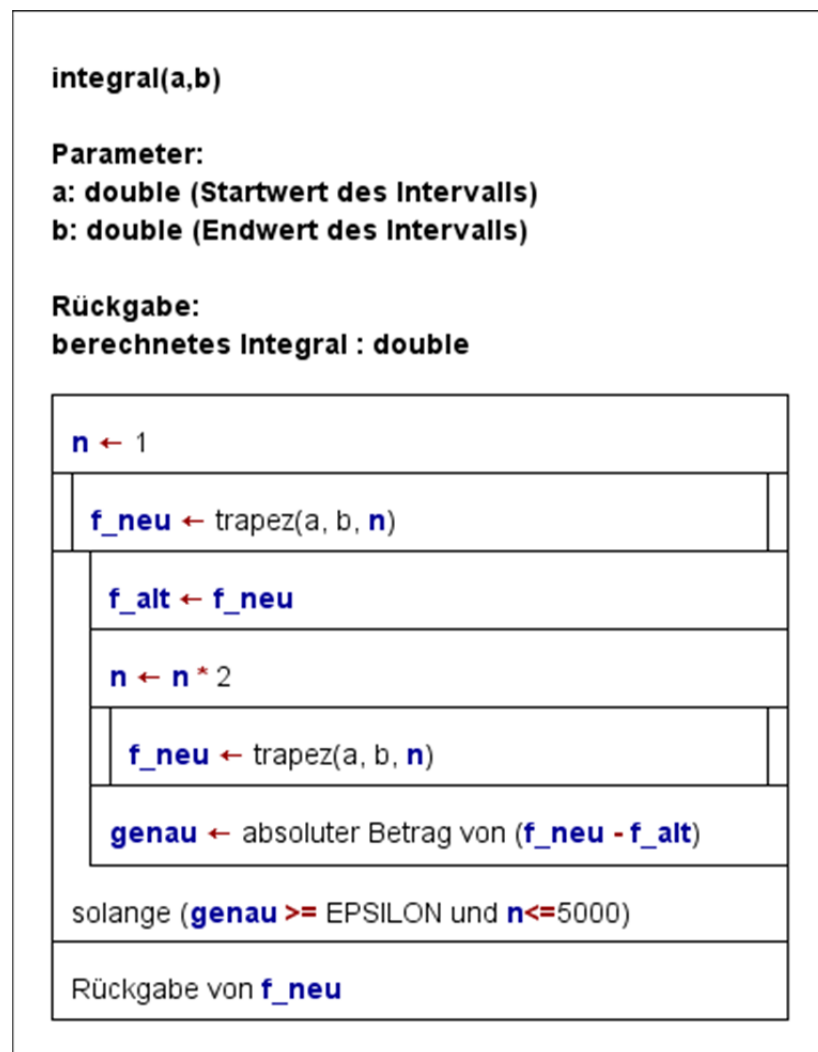 integral(a,b)
Parameter:
a: double (Startwert des Intervalls)
b: double (Endwert des Intervalls)
Rückgabe:
berechnetes Integral : double
n ← 1
f_neu ← trapez(a, b, n)
f_alt ← f_neu
n ← n * 2
f_neu ← trapez(a, b, n)
genau ← absoluter Betrag von (f_neu - f_alt)
solange (genau >= EPSILON und n<=5000)
Rückgabe von f_neu